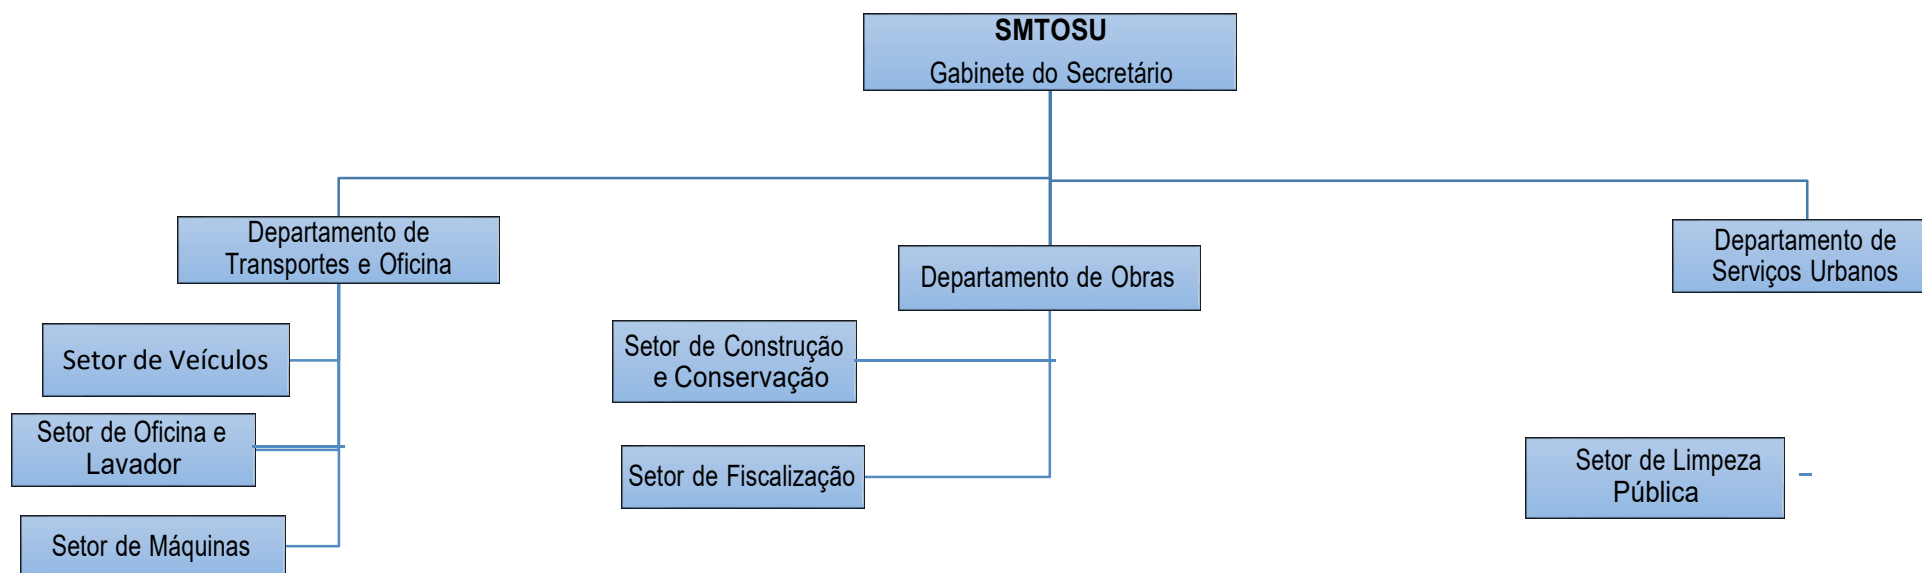 SMTOSU
Gabinete do Secretário
Departamento de
Transportes e Oficina
Departamento de Obras
Departamento de
Serviços Urbanos
Setor de Veículos
Setor de Construção
e Conservação
Setor de Oficina e
Lavador
Setor de Fiscalização
Setor de Limpeza
Pública
Setor de Máquinas